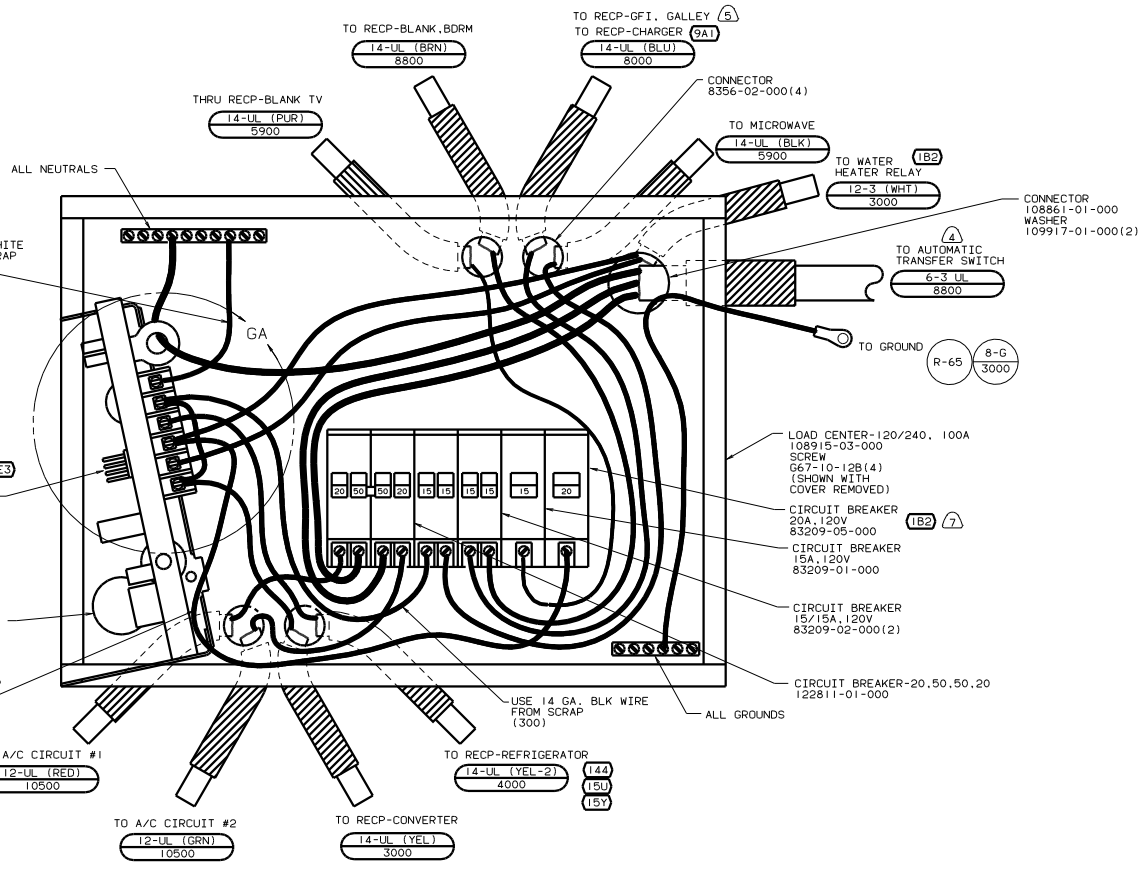 TO RECP-GFI, GALLEY 5
TO RECP-CHARGER 9A1
14-UL (BLU)
8000
TO RECP-BLANK,BDRM
14-UL (BRN)
8800
CONNECTOR
8356-02-000(4)
THRU RECP-BLANK TV
14-UL (PUR)
5900
TO MICROWAVE
14-UL (BLK)
5900
TO WATER
HEATER RELAY
1B2
12-3 (WHT)
3000
ALL NEUTRALS
CONNECTOR
108861-01-000
WASHER
109917-01-000(2)
4
TO AUTOMATIC
TRANSFER SWITCH
6-3 UL
8800
GA
TO GROUND
R-65
8-G
3000
LOAD CENTER-120/240, 100A
108915-03-000
SCREW
G67-10-12B(4)
(SHOWN WITH
COVER REMOVED)
20 50 50 20 15 15 15 15 15 20
CIRCUIT BREAKER
20A,120V
83209-05-000
1B2 7
CIRCUIT BREAKER
15A,120V
83209-01-000
CIRCUIT BREAKER
15/15A,120V
83209-02-000(2)
CIRCUIT BREAKER-20,50,50,20
122811-01-000
USE 14 GA. BLK WIRE
FROM SCRAP
(300)
ALL GROUNDS
A/C CIRCUIT #1
12-UL (RED)
10500
TO RECP-REFRIGERATOR
14-UL (YEL-2)
4000
144
15U
15Y
TO A/C CIRCUIT #2
12-UL (GRN)
10500
TO RECP-CONVERTER
14-UL (YEL)
3000